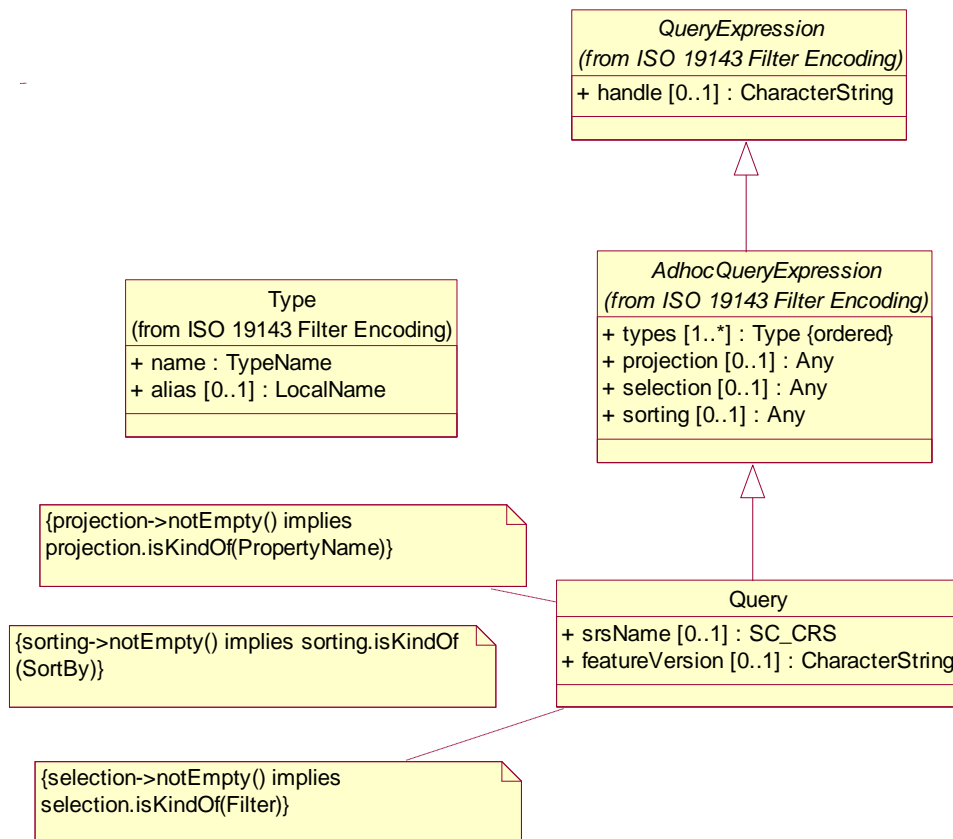 QueryExpression
(from ISO 19143 Filter Encoding)
+ handle [0..1] : CharacterString
AdhocQueryExpression
(from ISO 19143 Filter Encoding)
+ types [1..*] : Type {ordered}
+ projection [0..1] : Any
+ selection [0..1] : Any
+ sorting [0..1] : Any
Type
(from ISO 19143 Filter Encoding)
+ name : TypeName
+ alias [0..1] : LocalName
{projection->notEmpty() implies
projection.isKindOf(PropertyName)}
Query
+ srsName [0..1] : SC_CRS
+ featureVersion [0..1] : CharacterString
{sorting->notEmpty() implies sorting.isKindOf
(SortBy)}
{selection->notEmpty() implies
selection.isKindOf(Filter)}